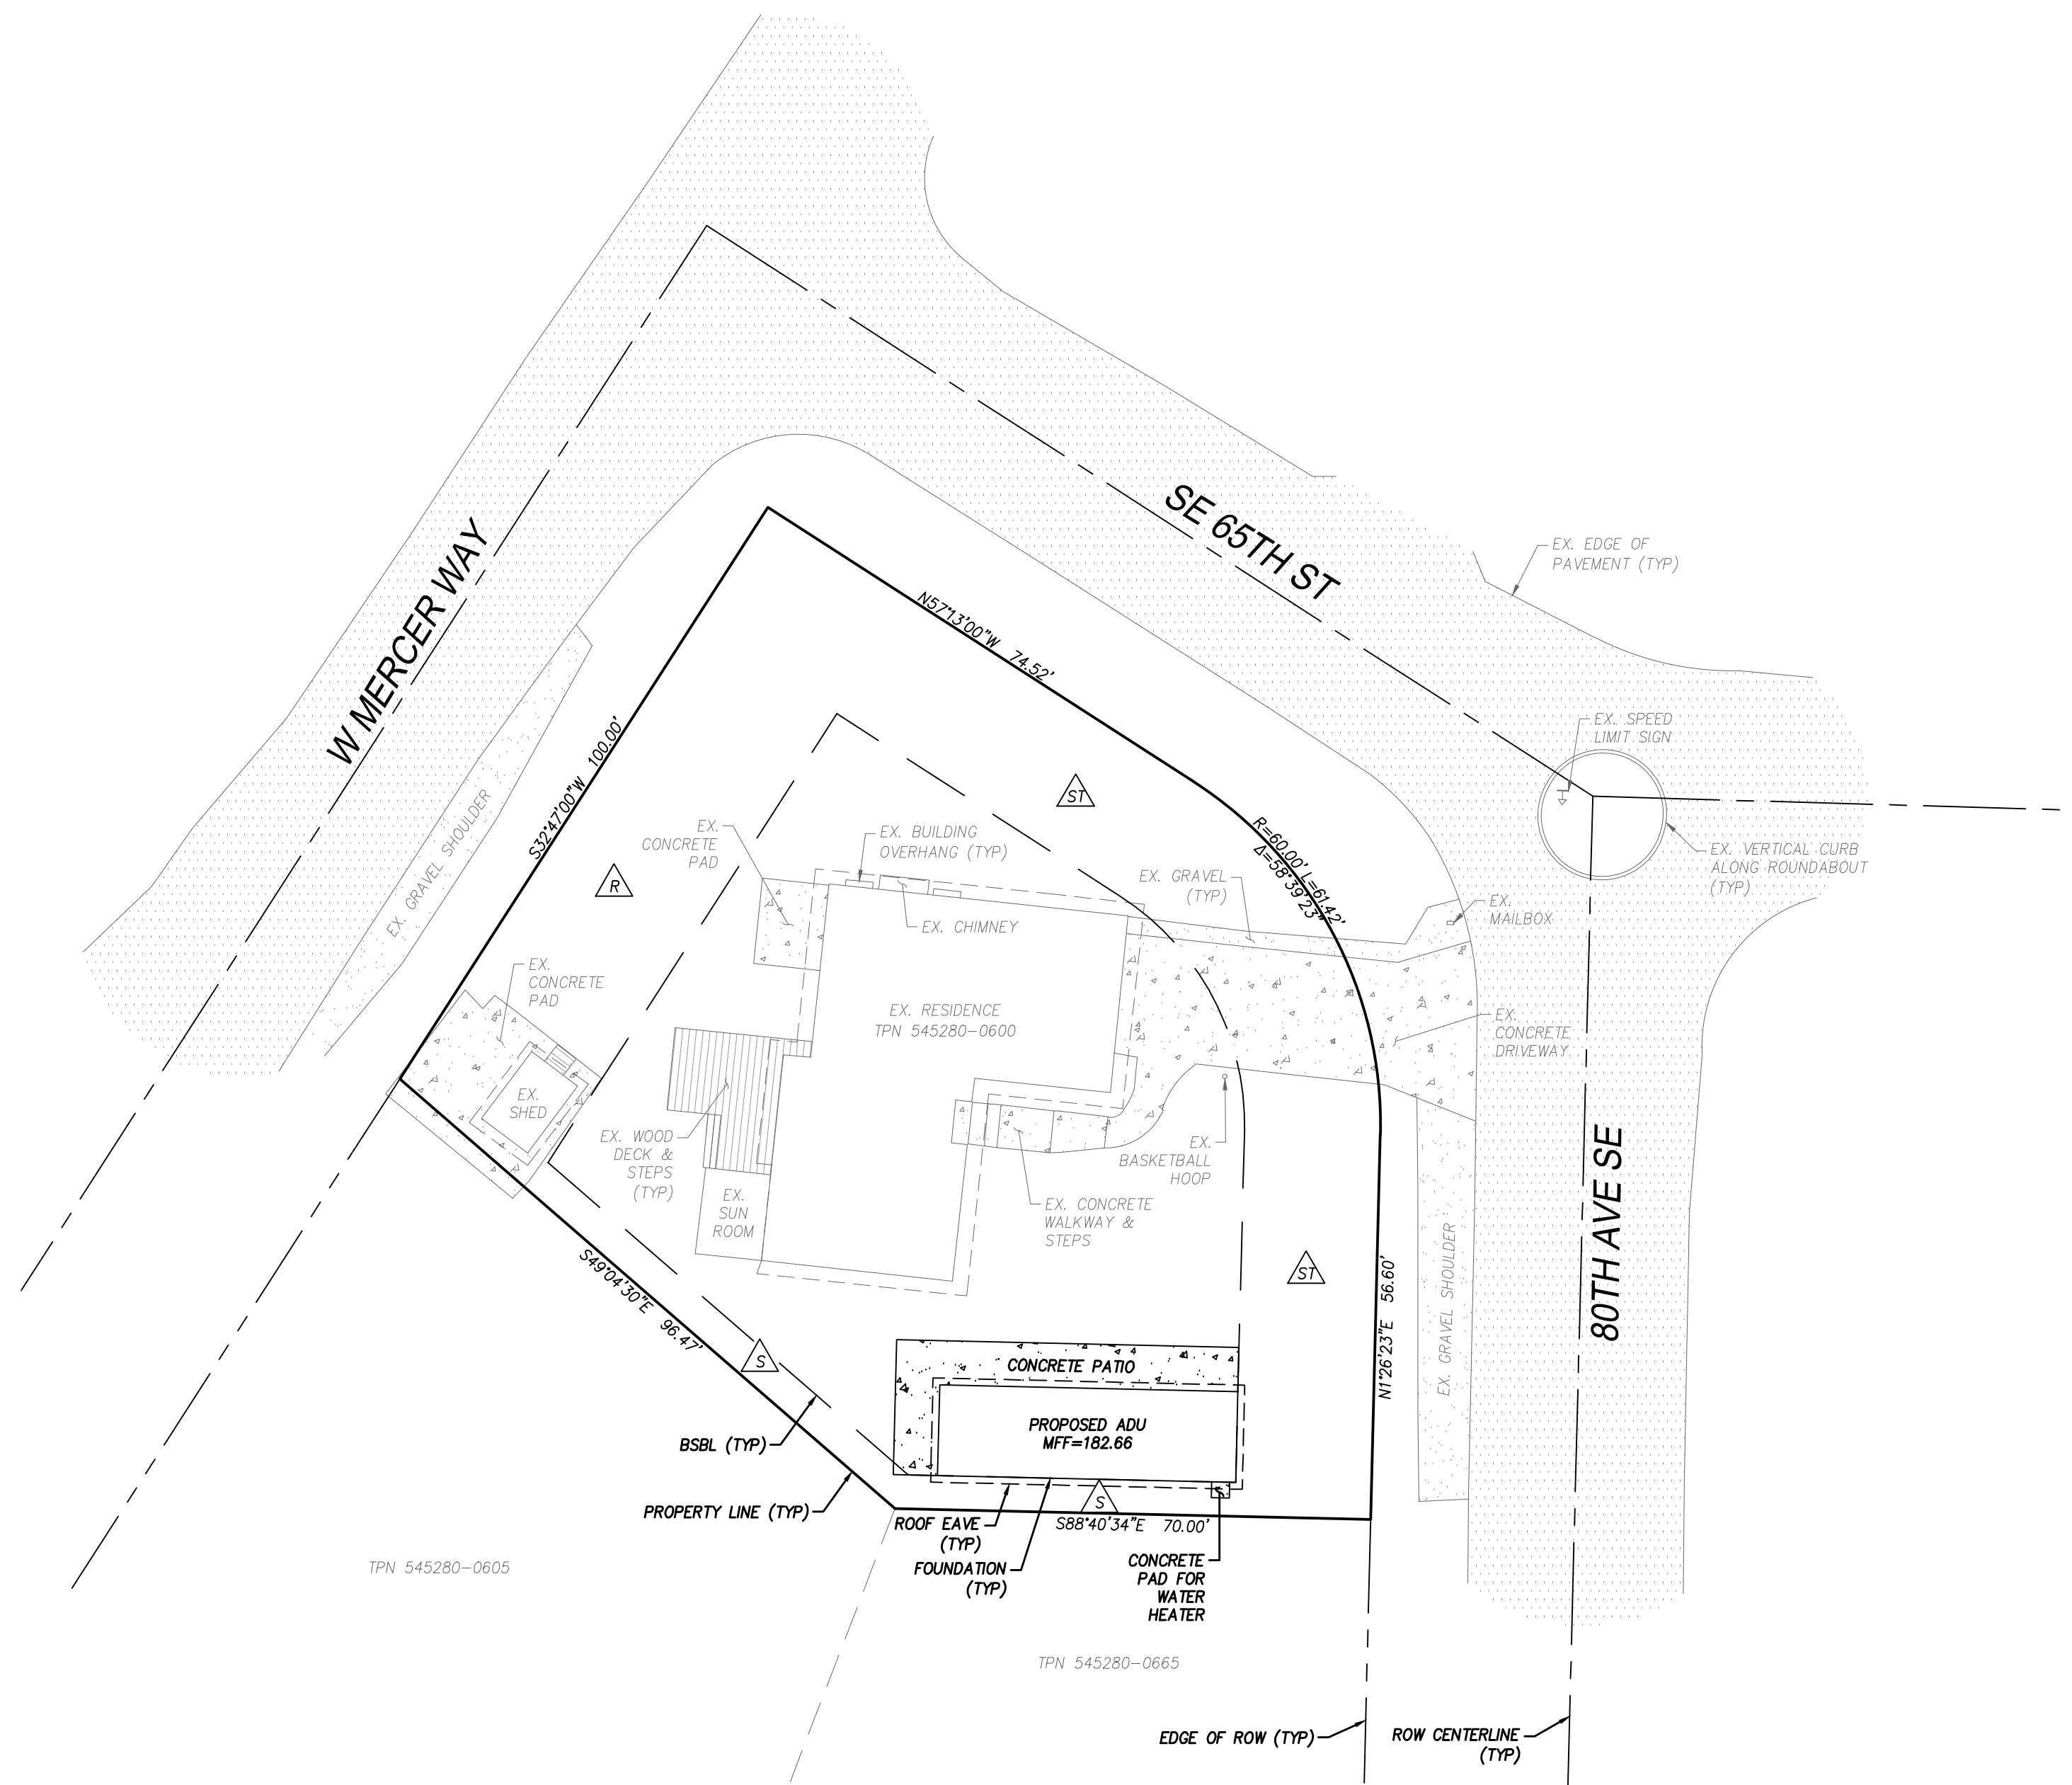 W MERCER WAY
SE 65TH ST
EX. EDGE OF
PAVEMENT (TYP)
N57°13'00"W 74.52'
S32°47'00"W 100.00'
EX. SPEED
LIMIT SIGN
ST
EX. GRAVEL SHOULDER
EX.
CONCRETE
PAD
EX. BUILDING
OVERHANG (TYP)
R=60.00' L=61.42'
Δ=58°39'23"
EX. VERTICAL CURB
ALONG ROUNDABOUT
(TYP)
R
EX. GRAVEL
(TYP)
EX.
MAILBOX
EX. CHIMNEY
EX.
CONCRETE
PAD
EX. RESIDENCE
TPN 545280-0600
EX.
CONCRETE
DRIVEWAY
EX.
SHED
EX. WOOD
DECK &
STEPS
(TYP)
EX.
BASKETBALL
HOOP
EX.
SUN
ROOM
EX. CONCRETE
WALKWAY &
STEPS
80TH AVE SE
ST
EX. GRAVEL SHOULDER
N1°26'23"E 56.60'
S49°04'30"E 96.47'
S
CONCRETE PATIO
PROPOSED ADU
MFF=182.66
BSBL (TYP)
PROPERTY LINE (TYP)
S
ROOF EAVE
(TYP)
S88°40'34"E 70.00'
FOUNDATION
(TYP)
CONCRETE
PAD FOR
WATER
HEATER
TPN 545280-0605
TPN 545280-0665
EDGE OF ROW (TYP)
ROW CENTERLINE
(TYP)